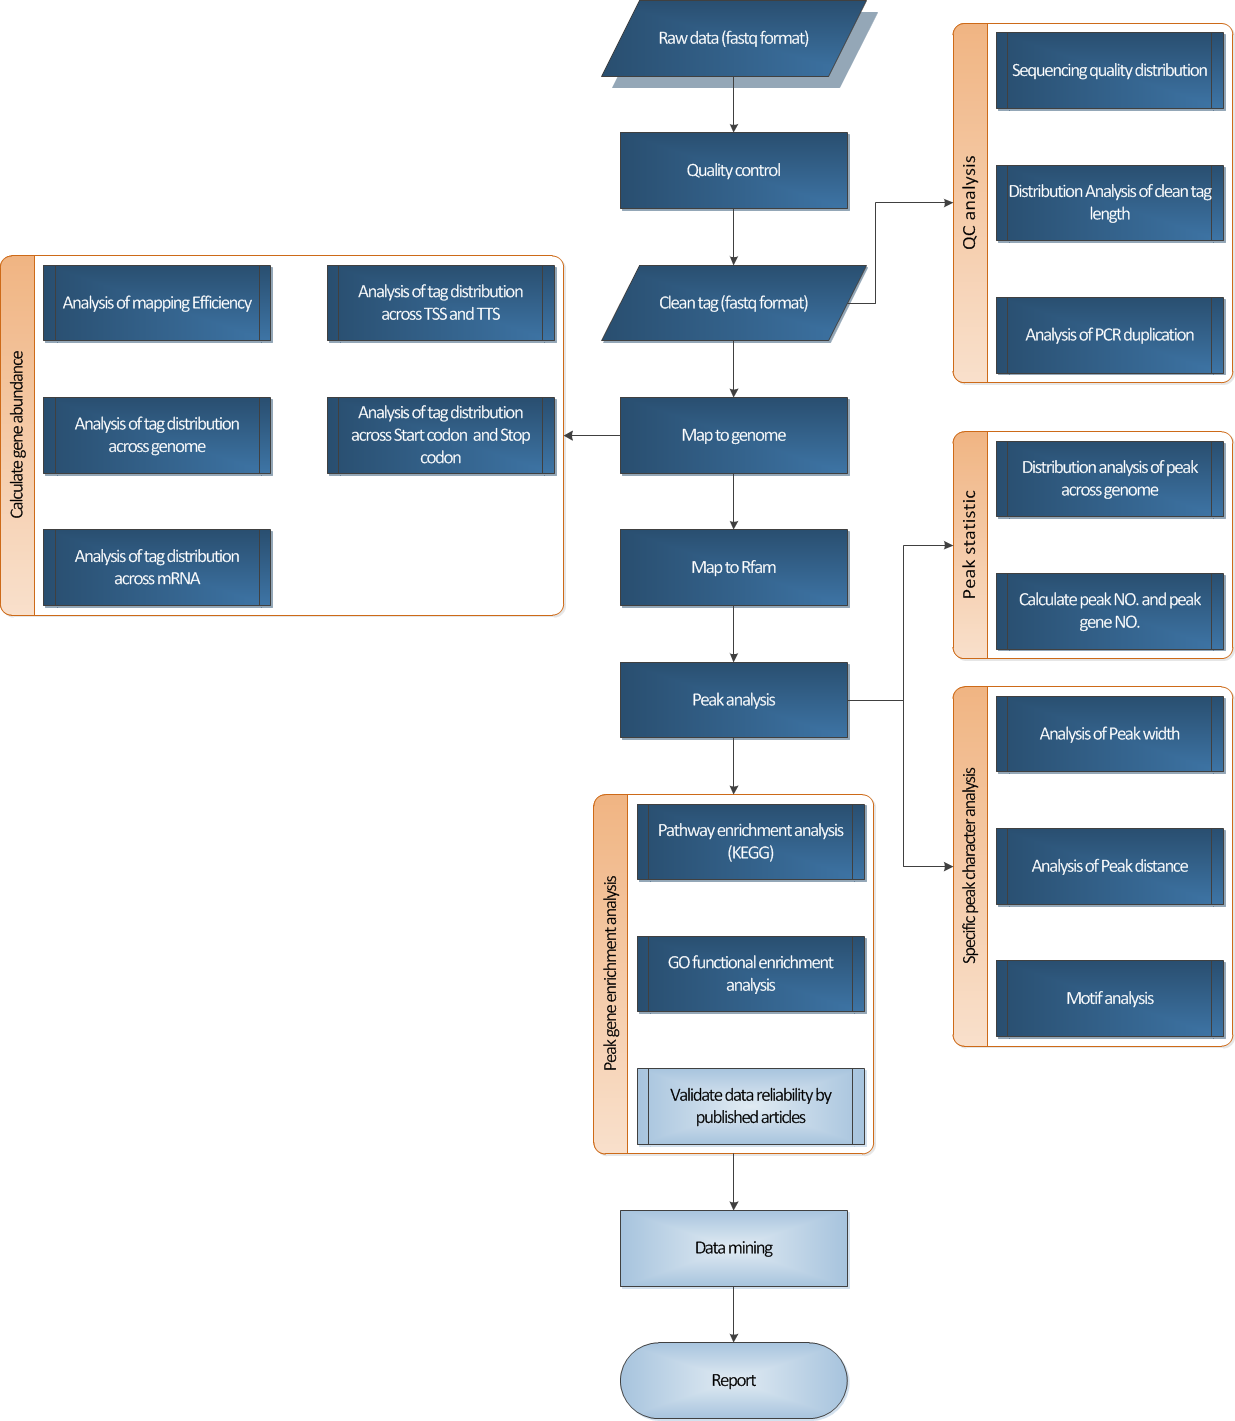 Raw data (fastq format)
Quality control
Clean tag (fastq format)
QC analysis
Sequencing quality distribution
Distribution Analysis of clean tag
length
Analysis of PCR duplication
Calculate gene abundance
Analysis of mapping Efficiency
Analysis of tag distribution
across TSS and TTS
Analysis of tag distribution
across genome
Analysis of tag distribution
across Start codon and Stop
codon
Analysis of tag distribution
across mRNA
Map to genome
Map to Rfam
Peak analysis
Peak statistic
Distribution analysis of peak
across genome
Calculate peak NO. and peak
gene NO.
Specific peak character analysis
Analysis of Peak width
Analysis of Peak distance
Motif analysis
Peak gene enrichment analysis
Pathway enrichment analysis
(KEGG)
GO functional enrichment
analysis
Validate data reliability by
published articles
Data mining
Report